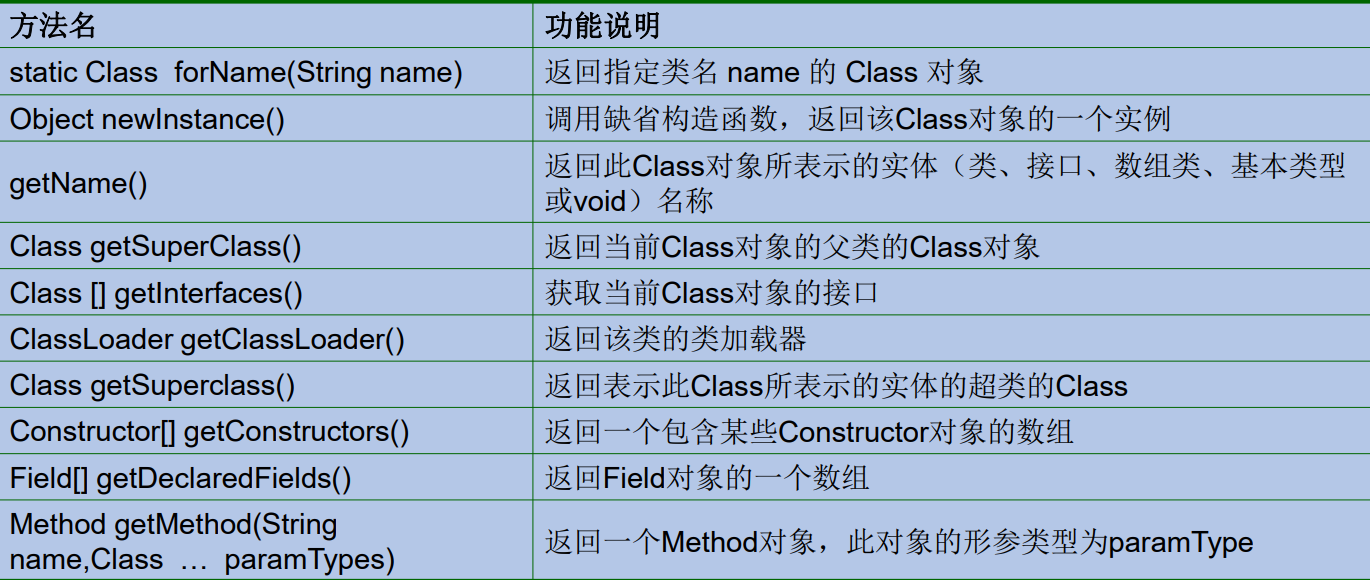 方法名 功能说明
static Class forName(String name) 返回指定类名 name 的 Class 对象
Object newInstance() 调用缺省构造函数，返回该Class对象的一个实例
getName() 返回此Class对象所表示的实体（类、接口、数组类、基本类型
或void）名称
Class getSuperClass() 返回当前Class对象的父类的Class对象
Class [] getInterfaces() 获取当前Class对象的接口
ClassLoader getClassLoader() 返回该类的类加载器
Class getSuperclass() 返回表示此Class所表示的实体的超类的Class
Constructor[] getConstructors() 返回一个包含某些Constructor对象的数组
Field[] getDeclaredFields() 返回Field对象的一个数组
Method getMethod(String
name,Class … paramTypes) 返回一个Method对象，此对象的形参类型为paramType